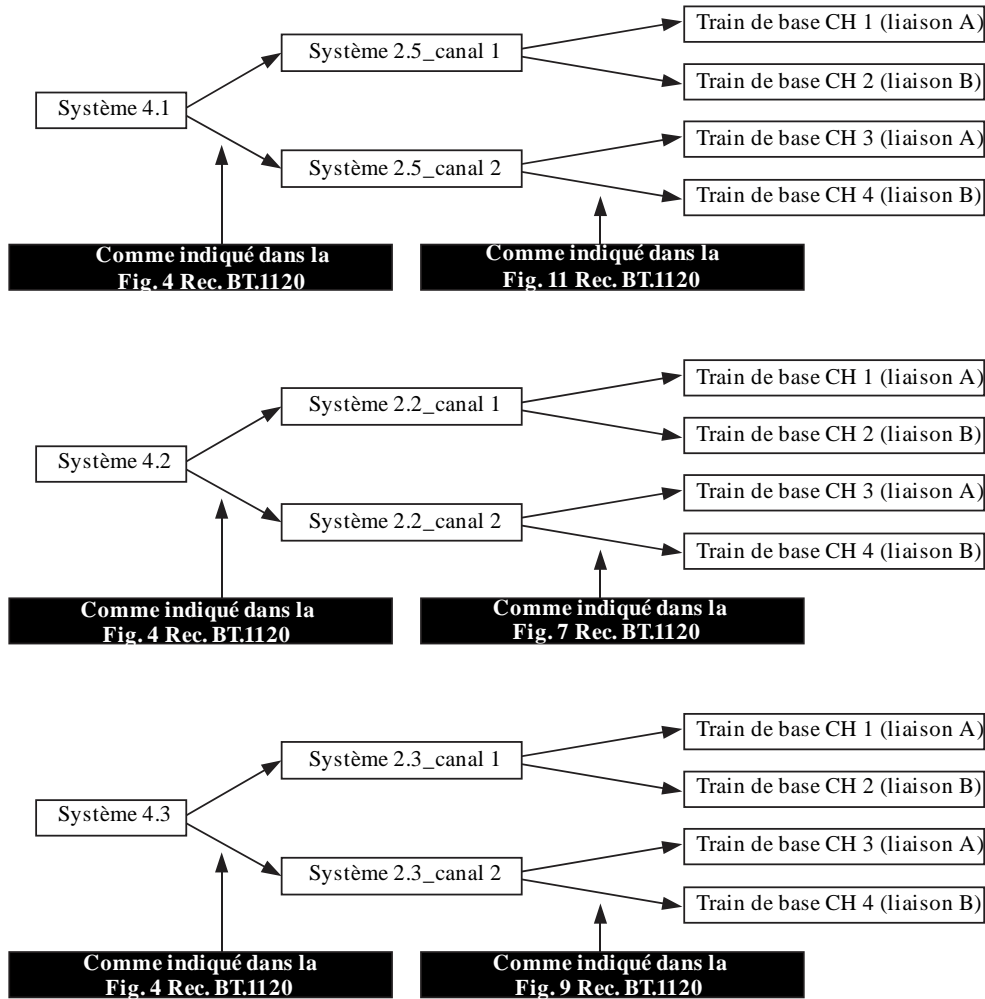 Train de base CH 1 (liaison A)
Système 2.5_canal 1
Train de base CH 2 (liaison B)
Système 4.1
Train de base CH 3 (liaison A)
Système 2.5_canal 2
Train de base CH 4 (liaison B)
Comme indiqué dans la
Fig. 4 Rec. BT.1120
Comme indiqué dans la
Fig. 11 Rec. BT.1120
Train de base CH 1 (liaison A)
Système 2.2_canal 1
Train de base CH 2 (liaison B)
Système 4.2
Train de base CH 3 (liaison A)
Système 2.2_canal 2
Train de base CH 4 (liaison B)
Comme indiqué dans la
Fig. 4 Rec. BT.1120
Comme indiqué dans la
Fig. 7 Rec. BT.1120
Train de base CH 1 (liaison A)
Système 2.3_canal 1
Train de base CH 2 (liaison B)
Système 4.3
Train de base CH 3 (liaison A)
Système 2.3_canal 2
Train de base CH 4 (liaison B)
Comme indiqué dans la
Fig. 4 Rec. BT.1120
Comme indiqué dans la
Fig. 9 Rec. BT.1120